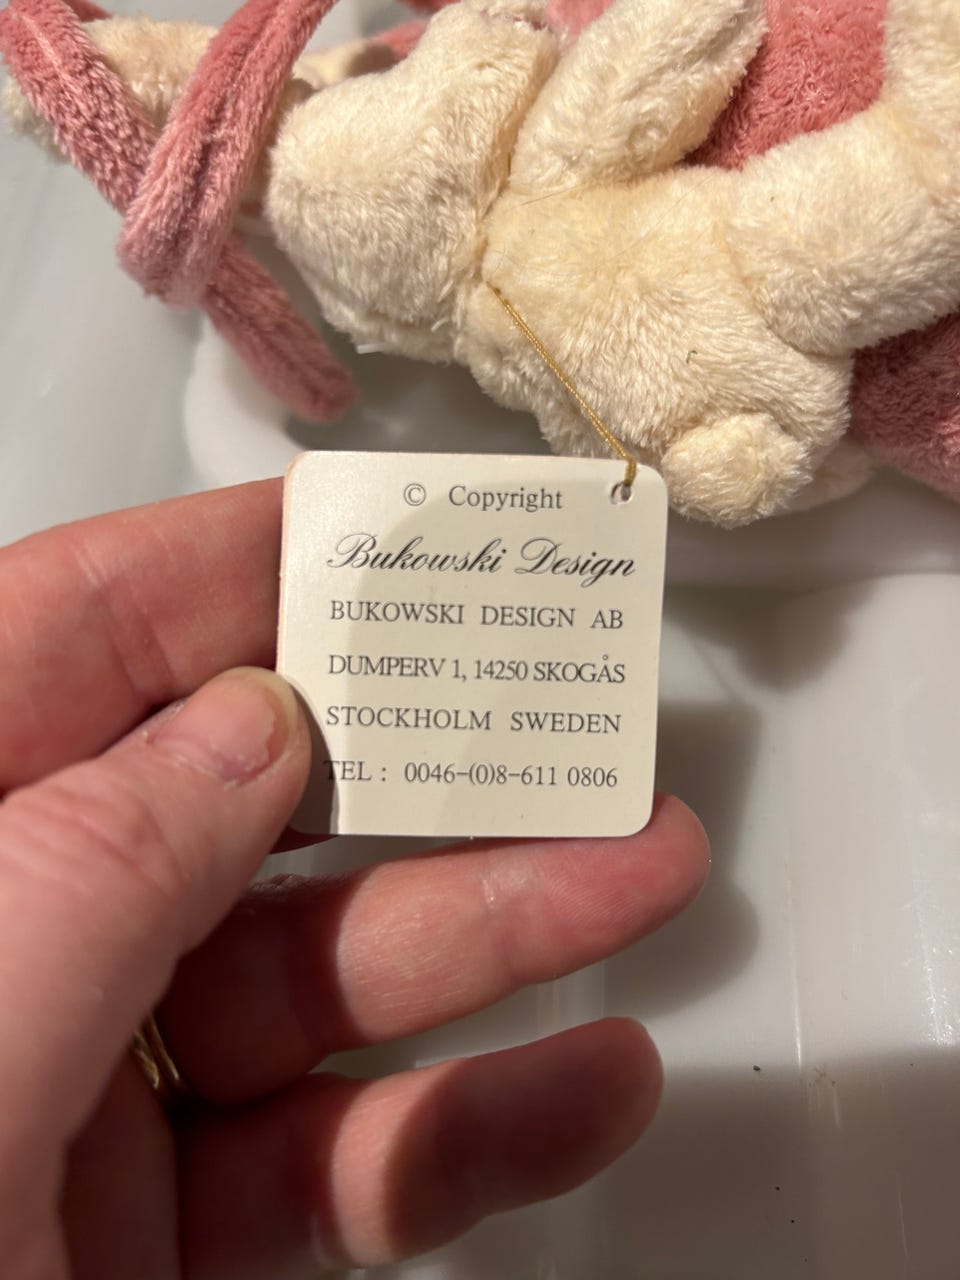 © Copyright
Bukowski Design
BUKOWSKI DESIGN AB
DUMPERV 1, 14250 SKOGÅS
STOCKHOLM SWEDEN
TEL : 0046-(0)8-611 0806